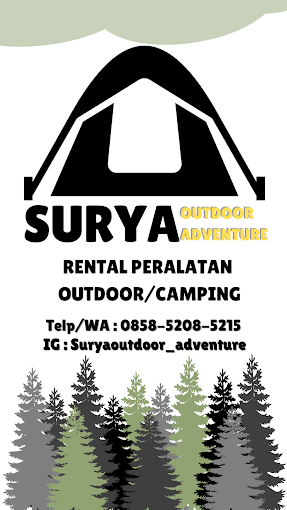 SURYA OUTDOOR
ADVENTURE
RENTAL PERALATAN
OUTDOOR/CAMPING
Telp/WA : 0858-5208-5215
IG : Suryaoutdoor_adventure